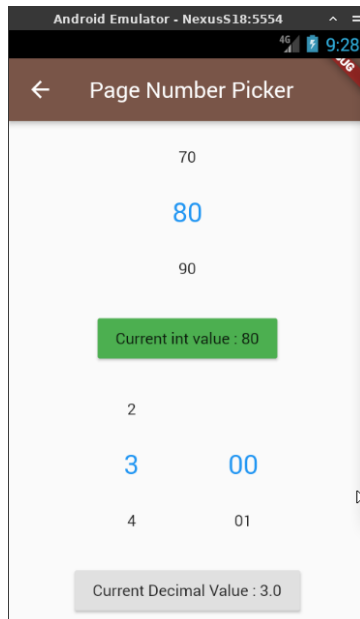 Android Emulator - NexusS18:5554
4G 9:28
Page Number Picker
70
80
90
Current int value : 80
2
3 00
4 01
Current Decimal Value : 3.0